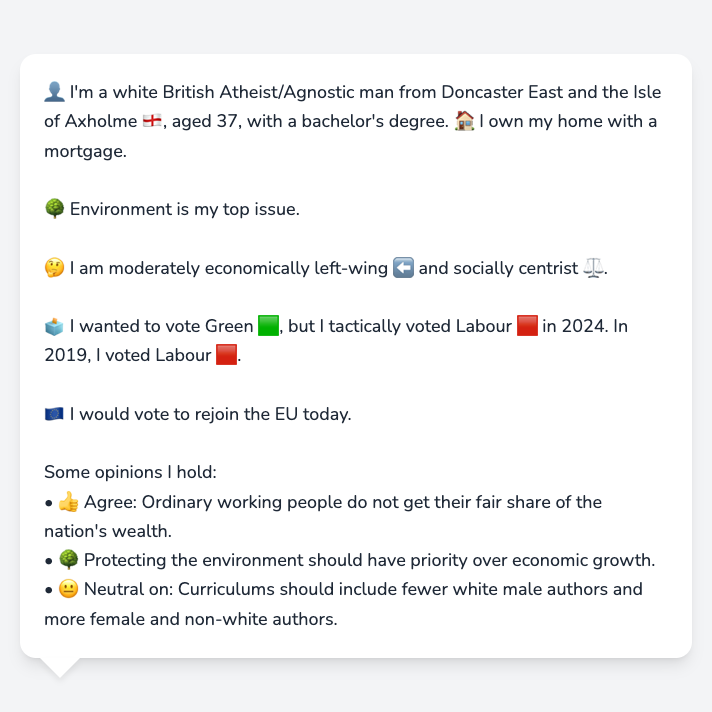 👤 I'm a white British Atheist/Agnostic man from Doncaster East and the Isle
of Axholme 🏴󠁧󠁢󠁥󠁮󠁧󠁿, aged 37, with a bachelor's degree. 🏠 I own my home with a
mortgage.
🌳 Environment is my top issue.
🤔 I am moderately economically left-wing ⬅️ and socially centrist ⚖️.
🗳️ I wanted to vote Green 🟩, but I tactically voted Labour 🟥 in 2024. In
2019, I voted Labour 🟥.
🇪🇺 I would vote to rejoin the EU today.
Some opinions I hold:
• 👍 Agree: Ordinary working people do not get their fair share of the
nation's wealth.
• 🌳 Protecting the environment should have priority over economic growth.
• 😐 Neutral on: Curriculums should include fewer white male authors and
more female and non-white authors.